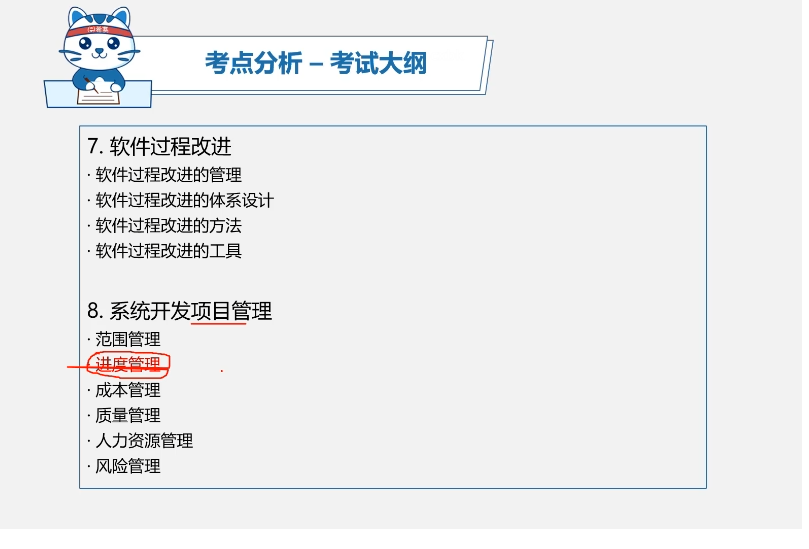 考点分析 – 考试大纲
7. 软件过程改进
· 软件过程改进的管理
· 软件过程改进的体系设计
· 软件过程改进的方法
· 软件过程改进的工具
8. 系统开发项目管理
· 范围管理
· 进度管理
· 成本管理
· 质量管理
· 人力资源管理
· 风险管理